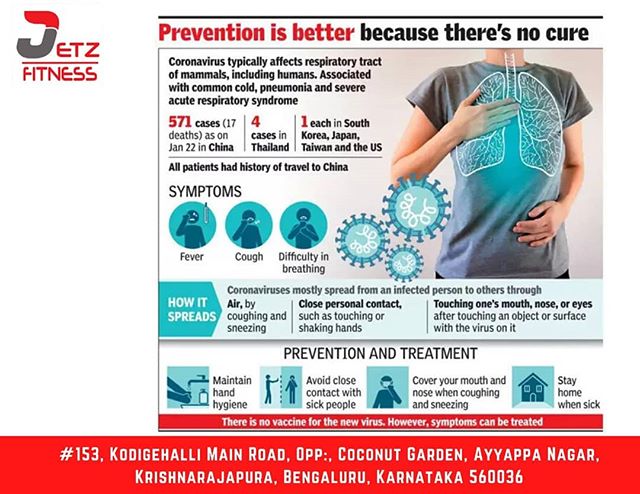 JETZ
FITNESS
Prevention is better because there's no cure
Coronavirus typically affects respiratory tract
of mammals, including humans. Associated
with common cold, pneumonia and severe
acute respiratory syndrome
571 cases (17
deaths) as on
Jan 22 in China
4
cases in
Thailand
1 each in South
Korea, Japan,
Taiwan and the US
All patients had history of travel to China
SYMPTOMS
Fever
Cough
Difficulty in
breathing
HOW IT
SPREADS
Coronaviruses mostly spread from an infected person to others through
Air, by
coughing and
sneezing
Close personal contact,
such as touching or
shaking hands
Touching one's mouth, nose, or eyes
after touching an object or surface
with the virus on it
PREVENTION AND TREATMENT
Maintain
hand
hygiene
Avoid close
contact with
sick people
Cover your mouth and
nose when coughing
and sneezing
Stay
home
when sick
There is no vaccine for the new virus. However, symptoms can be treated
#153, Kodigehalli Main Road, Opp:, Coconut Garden, Ayyappa Nagar,
Krishnarajapura, Bengaluru, Karnataka 560036